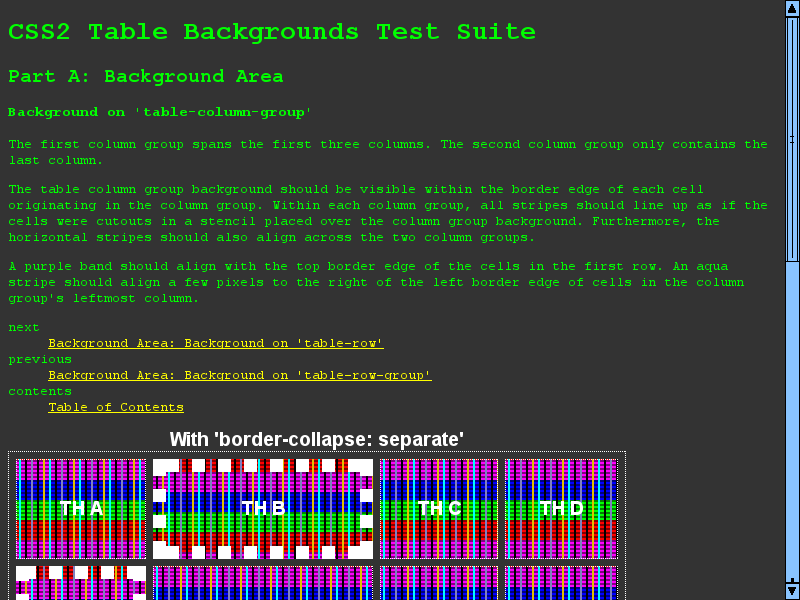 CSS2 Table Backgrounds Test Suite
Part A: Background Area
Background on 'table-column-group'
The first column group spans the first three columns. The second column group only contains the
last column.
The table column group background should be visible within the border edge of each cell
originating in the column group. Within each column group, all stripes should line up as if the
cells were cutouts in a stencil placed over the column group background. Furthermore, the
horizontal stripes should also align across the two column groups.
A purple band should align with the top border edge of the cells in the first row. An aqua
stripe should align a few pixels to the right of the left border edge of cells in the column
group's leftmost column.
next
Background Area: Background on 'table-row'
previous
Background Area: Background on 'table-row-group'
contents
Table of Contents
With 'border-collapse: separate'
TH A TH B TH C TH D